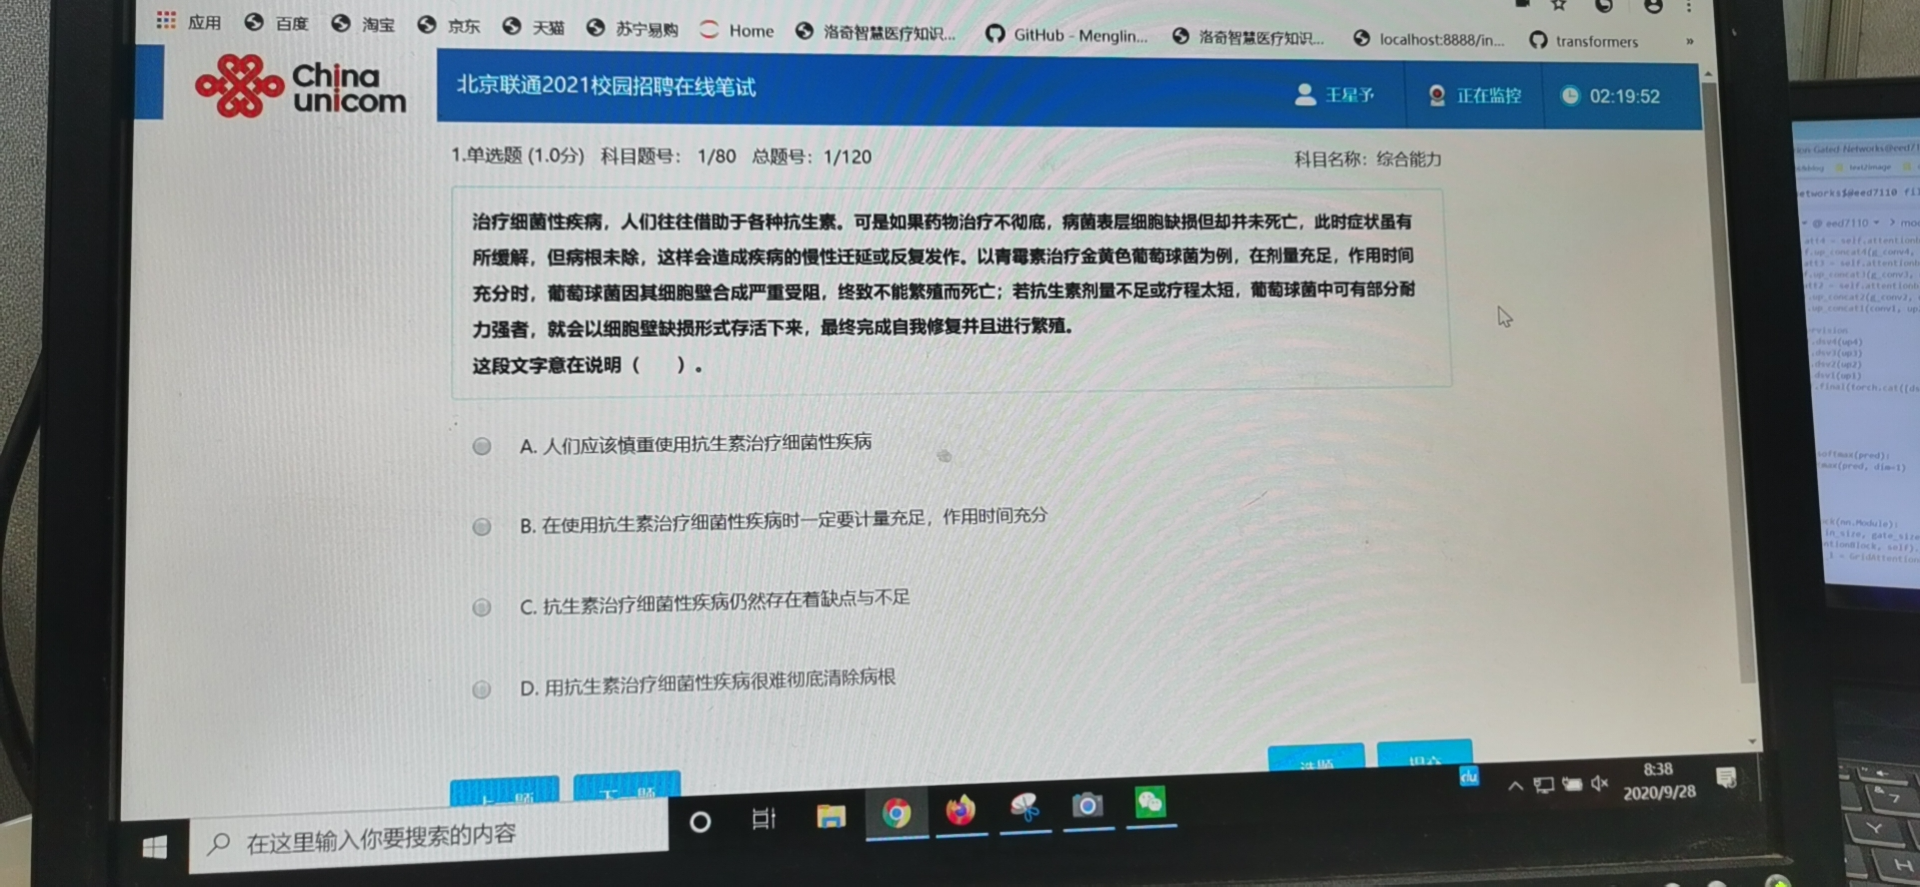 应用 百度 淘宝 京东 天猫 苏宁易购 Home 洛奇智慧医疗知识... GitHub - Menglin... 洛奇智慧医疗知识... localhost:8888/in... transformers »
China
unicom
北京联通2021校园招聘在线笔试 王星予 正在监控 02:19:52
1.单选题 (1.0分) 科目题号： 1/80 总题号：1/120 科目名称：综合能力
治疗细菌性疾病，人们往往借助于各种抗生素。可是如果药物治疗不彻底，病菌表层细胞缺损但却并未死亡，此时症状虽有
所缓解，但病根未除，这样会造成疾病的慢性迁延或反复发作。以青霉素治疗金黄色葡萄球菌为例，在剂量充足，作用时间
充分时，葡萄球菌因其细胞壁合成严重受阻，终致不能繁殖而死亡；若抗生素剂量不足或疗程太短，葡萄球菌中可有部分耐
力强者，就会以细胞壁缺损形式存活下来，最终完成自我修复并且进行繁殖。
这段文字意在说明（ ）。
A. 人们应该慎重使用抗生素治疗细菌性疾病
B. 在使用抗生素治疗细菌性疾病时一定要计量充足，作用时间充分
C. 抗生素治疗细菌性疾病仍然存在着缺点与不足
D. 用抗生素治疗细菌性疾病很难彻底清除病根
上一题 下一题 选题 提交
在这里输入你要搜索的内容
du
8:38
2020/9/28